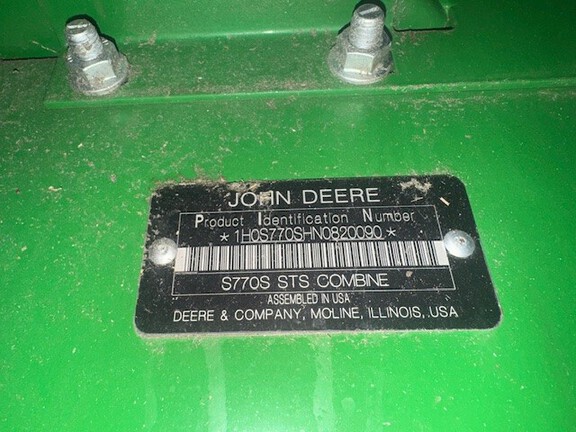 JOHN DEERE
Product Identification Number
*1H0S770SHN0820090*
S770S STS COMBINE
ASSEMBLED IN USA
DEERE & COMPANY, MOLINE, ILLINOIS, USA